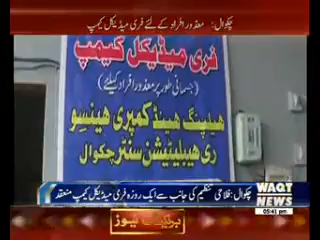 چکوال: معذور افراد کے لئے فری میڈیکل کیمپ
فری میڈیکل کیمپ
(جسمانی طور پر معذور افراد کیلئے)
ہیلپنگ ہینڈ کمپری ہینسو
ری ہیبلیٹیشن سنٹر چکوال
WAQT
NEWS
چکوال: فلاحی تنظیم کی جانب سے ایک روزہ فری میڈیکل کیمپ منعقد
05:41 pm
بریکنگ نیوز